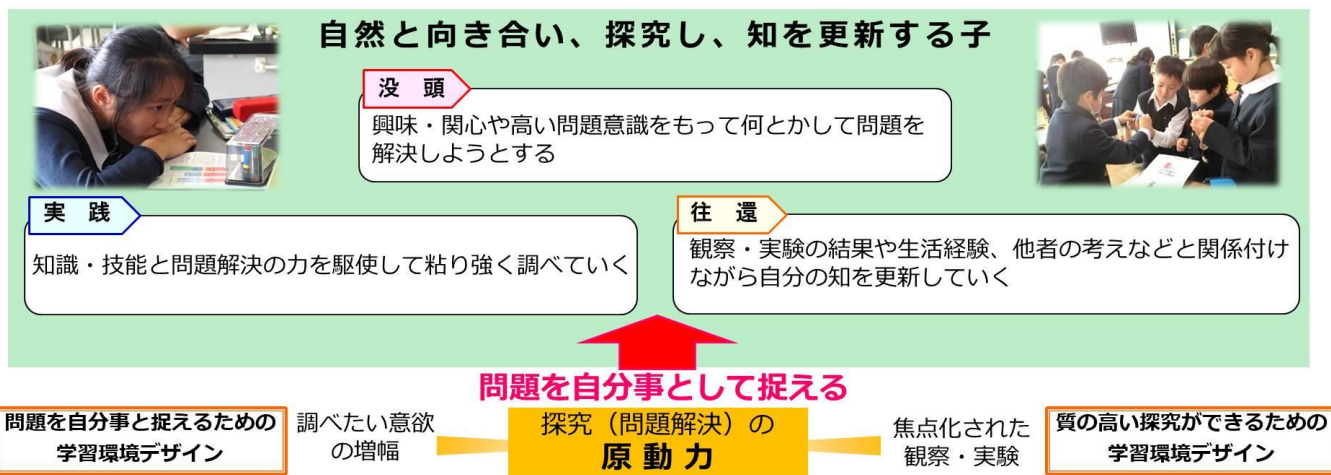 自然と向き合い、探究し、知を更新する子
没 頭
興味・関心や高い問題意識をもって何とかして問題を
解決しようとする
実 践
知識・技能と問題解決の力を駆使して粘り強く調べていく
往 還
観察・実験の結果や生活経験、他者の考えなどと関係付け
ながら自分の知を更新していく
問題を自分事として捉える
問題を自分事と捉えるための
学習環境デザイン
調べたい意欲
の増幅
探究（問題解決）の
原 動 力
焦点化された
観察・実験
質の高い探究ができるための
学習環境デザイン